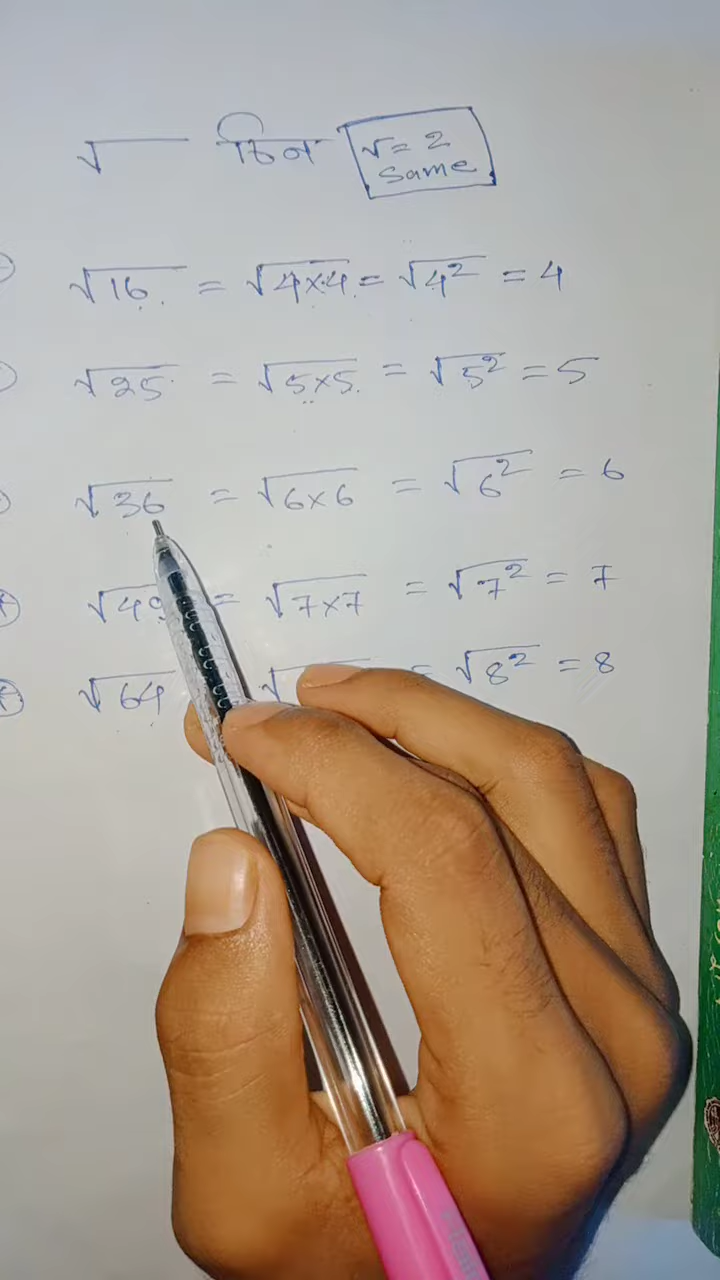 √ চিহ্ন √ = 2 Same
√16 = √4×4 = √4² = 4
√25 = √5×5 = √5² = 5
√36 = √6×6 = √6² = 6
√49 = √7×7 = √7² = 7
√64 √ = √8² = 8